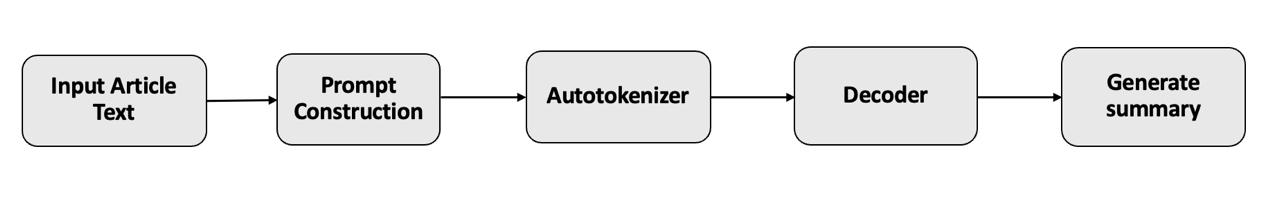 Input Article
Text
Prompt
Construction
Autotokenizer
Decoder
Generate
summary